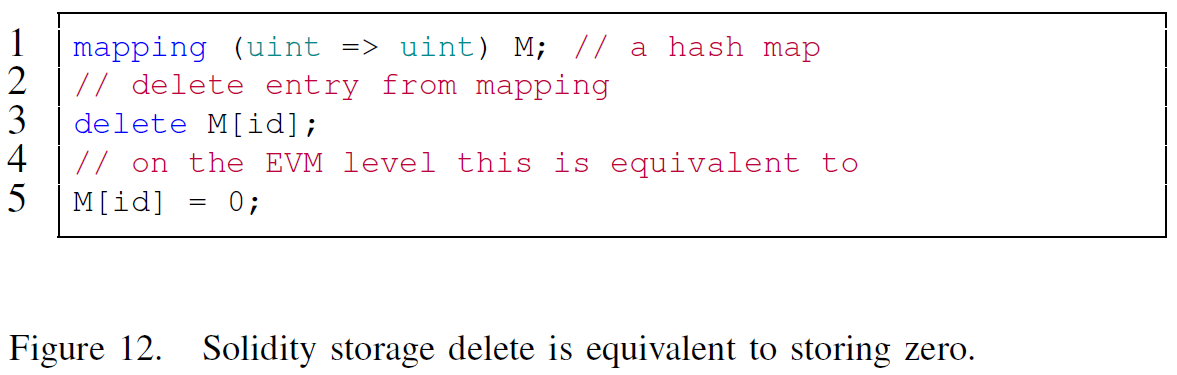 1 mapping (uint => uint) M; // a hash map
2 // delete entry from mapping
3 delete M[id];
4 // on the EVM level this is equivalent to
5 M[id] = 0;
Figure 12. Solidity storage delete is equivalent to storing zero.